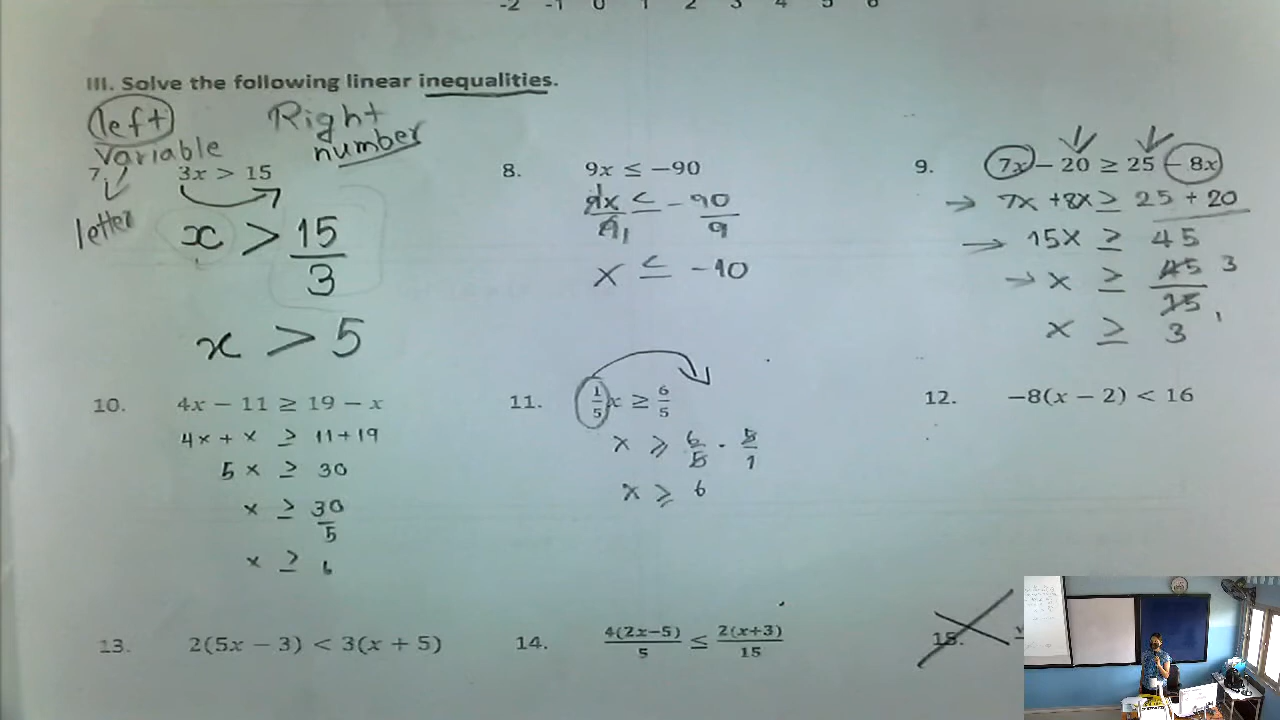 -2 -1 0 1 2 3 4 5 6
III. Solve the following linear inequalities.
left Right
variable number
letter
7. 3x > 15
x > 15/3
x > 5
8. 9x ≤ −90
9x/9 ≤ −90/9
x ≤ −10
9. 7x − 20 ≥ 25 − 8x
→ 7x + 8x ≥ 25 + 20
→ 15x ≥ 45
→ x ≥ 45/15 3 1
x ≥ 3
10. 4x − 11 ≥ 19 − x
4x + x ≥ 11 + 19
5x ≥ 30
x ≥ 30/5
x ≥ 6
11. 1/5 x ≥ 6/5
x ≥ 6/5 · 5/1
x ≥ 6
12. −8(x − 2) < 16
13. 2(5x − 3) < 3(x + 5)
14. 4(2x−5)/5 ≤ 2(x+3)/15
15.